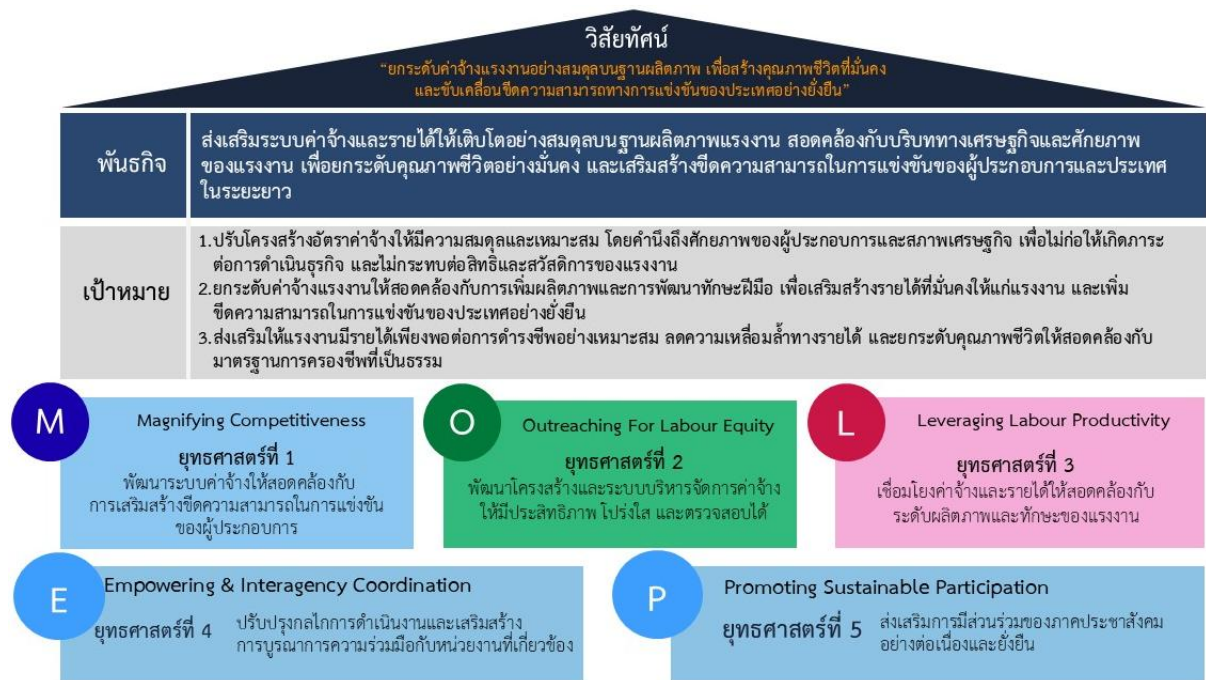 วิสัยทัศน์
“ยกระดับค่าจ้างแรงงานอย่างสมดุลบนฐานผลิตภาพ เพื่อสร้างคุณภาพชีวิตที่มั่นคง
และขับเคลื่อนขีดความสามารถทางการแข่งขันของประเทศอย่างยั่งยืน”
พันธกิจ
ส่งเสริมระบบค่าจ้างและรายได้ให้เติบโตอย่างสมดุลบนฐานผลิตภาพแรงงาน สอดคล้องกับบริบททางเศรษฐกิจและศักยภาพ
ของแรงงาน เพื่อยกระดับคุณภาพชีวิตอย่างมั่นคง และเสริมสร้างขีดความสามารถในการแข่งขันของผู้ประกอบการและประเทศ
ในระยะยาว
เป้าหมาย
1.ปรับโครงสร้างอัตราค่าจ้างให้มีความสมดุลและเหมาะสม โดยคำนึงถึงศักยภาพของผู้ประกอบการและสภาพเศรษฐกิจ เพื่อไม่ก่อให้เกิดภาระ
ต่อการดำเนินธุรกิจ และไม่กระทบต่อสิทธิและสวัสดิการของแรงงาน
2.ยกระดับค่าจ้างแรงงานให้สอดคล้องกับการเพิ่มผลิตภาพและการพัฒนาทักษะฝีมือ เพื่อเสริมสร้างรายได้ที่มั่นคงให้แก่แรงงาน และเพิ่ม
ขีดความสามารถในการแข่งขันของประเทศอย่างยั่งยืน
3.ส่งเสริมให้แรงงานมีรายได้เพียงพอต่อการดำรงชีพอย่างเหมาะสม ลดความเหลื่อมล้ำทางรายได้ และยกระดับคุณภาพชีวิตให้สอดคล้องกับ
มาตรฐานการครองชีพที่เป็นธรรม
M
Magnifying Competitiveness
ยุทธศาสตร์ที่ 1
พัฒนาระบบค่าจ้างให้สอดคล้องกับ
การเสริมสร้างขีดความสามารถในการแข่งขัน
ของผู้ประกอบการ
O
Outreaching For Labour Equity
ยุทธศาสตร์ที่ 2
พัฒนาโครงสร้างและระบบบริหารจัดการค่าจ้าง
ให้มีประสิทธิภาพ โปร่งใส และตรวจสอบได้
L
Leveraging Labour Productivity
ยุทธศาสตร์ที่ 3
เชื่อมโยงค่าจ้างและรายได้ให้สอดคล้องกับ
ระดับผลิตภาพและทักษะของแรงงาน
E
Empowering & Interagency Coordination
ยุทธศาสตร์ที่ 4
ปรับปรุงกลไกการดำเนินงานและเสริมสร้าง
การบูรณาการความร่วมมือกับหน่วยงานที่เกี่ยวข้อง
P
Promoting Sustainable Participation
ยุทธศาสตร์ที่ 5
ส่งเสริมการมีส่วนร่วมของภาคประชาสังคม
อย่างต่อเนื่องและยั่งยืน